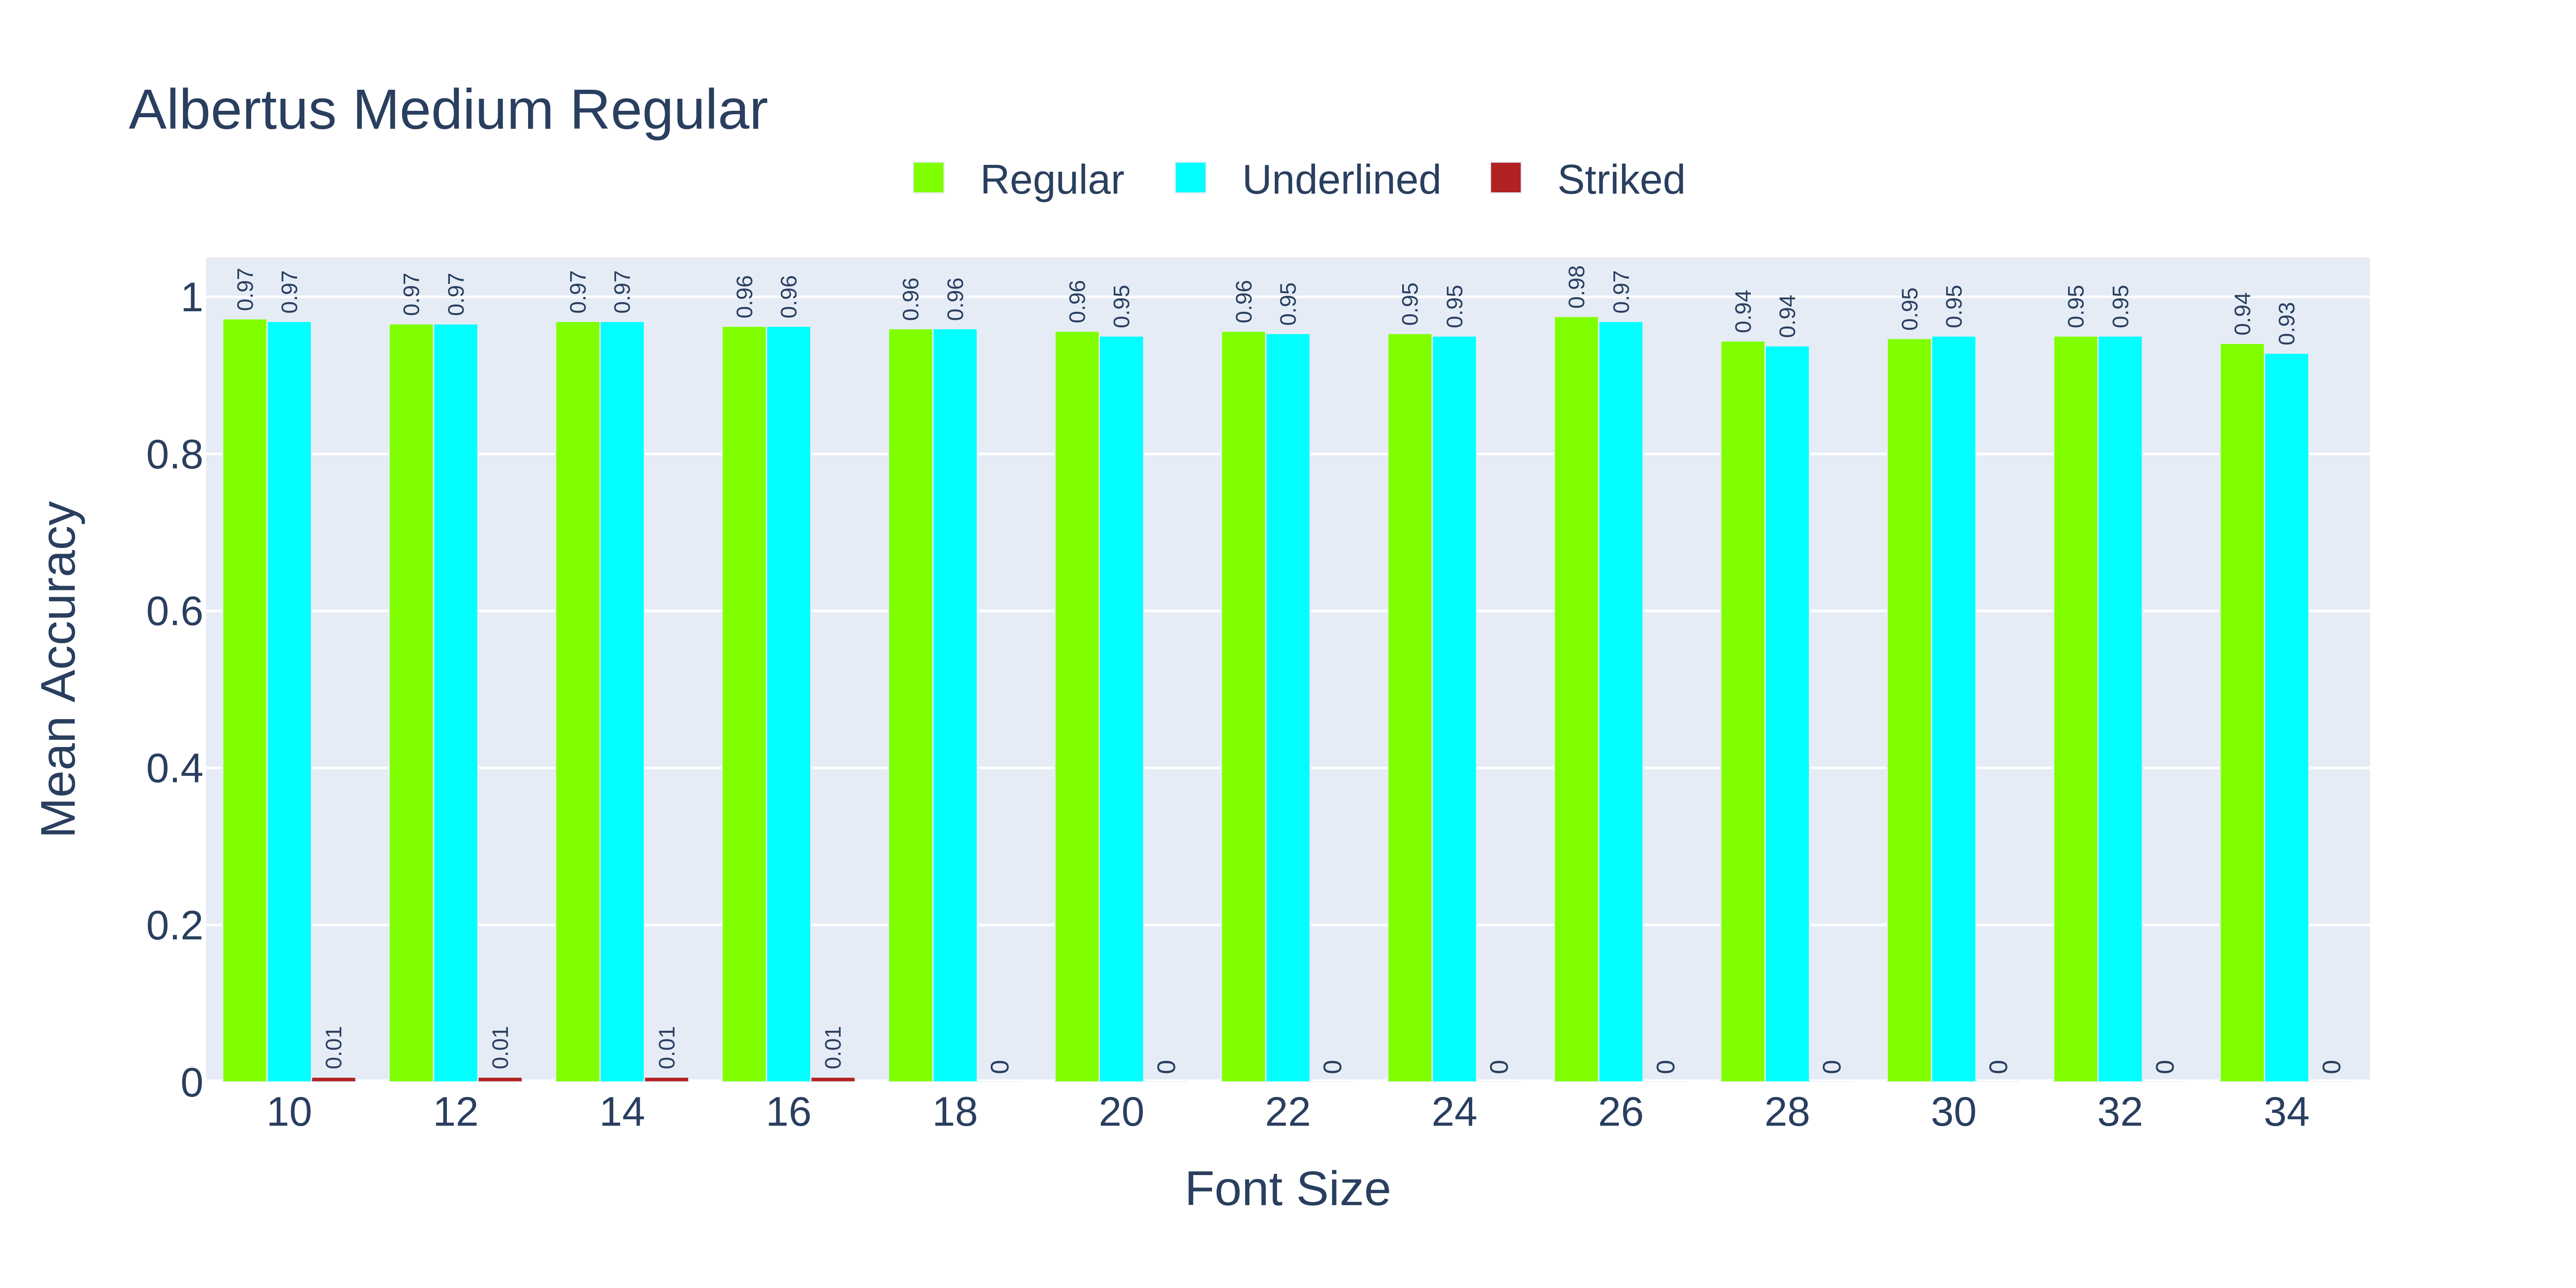 Albertus Medium Regular
Regular Underlined Striked
0.97 0.97 0.01 0.97 0.97 0.01 0.97 0.97 0.01 0.96 0.96 0.01 0.96 0.96 0 0.96 0.95 0 0.96 0.95 0 0.95 0.95 0 0.98 0.97 0 0.94 0.94 0 0.95 0.95 0 0.95 0.95 0 0.94 0.93 0
1
0.8
0.6
0.4
0.2
0
Mean Accuracy
10 12 14 16 18 20 22 24 26 28 30 32 34
Font Size